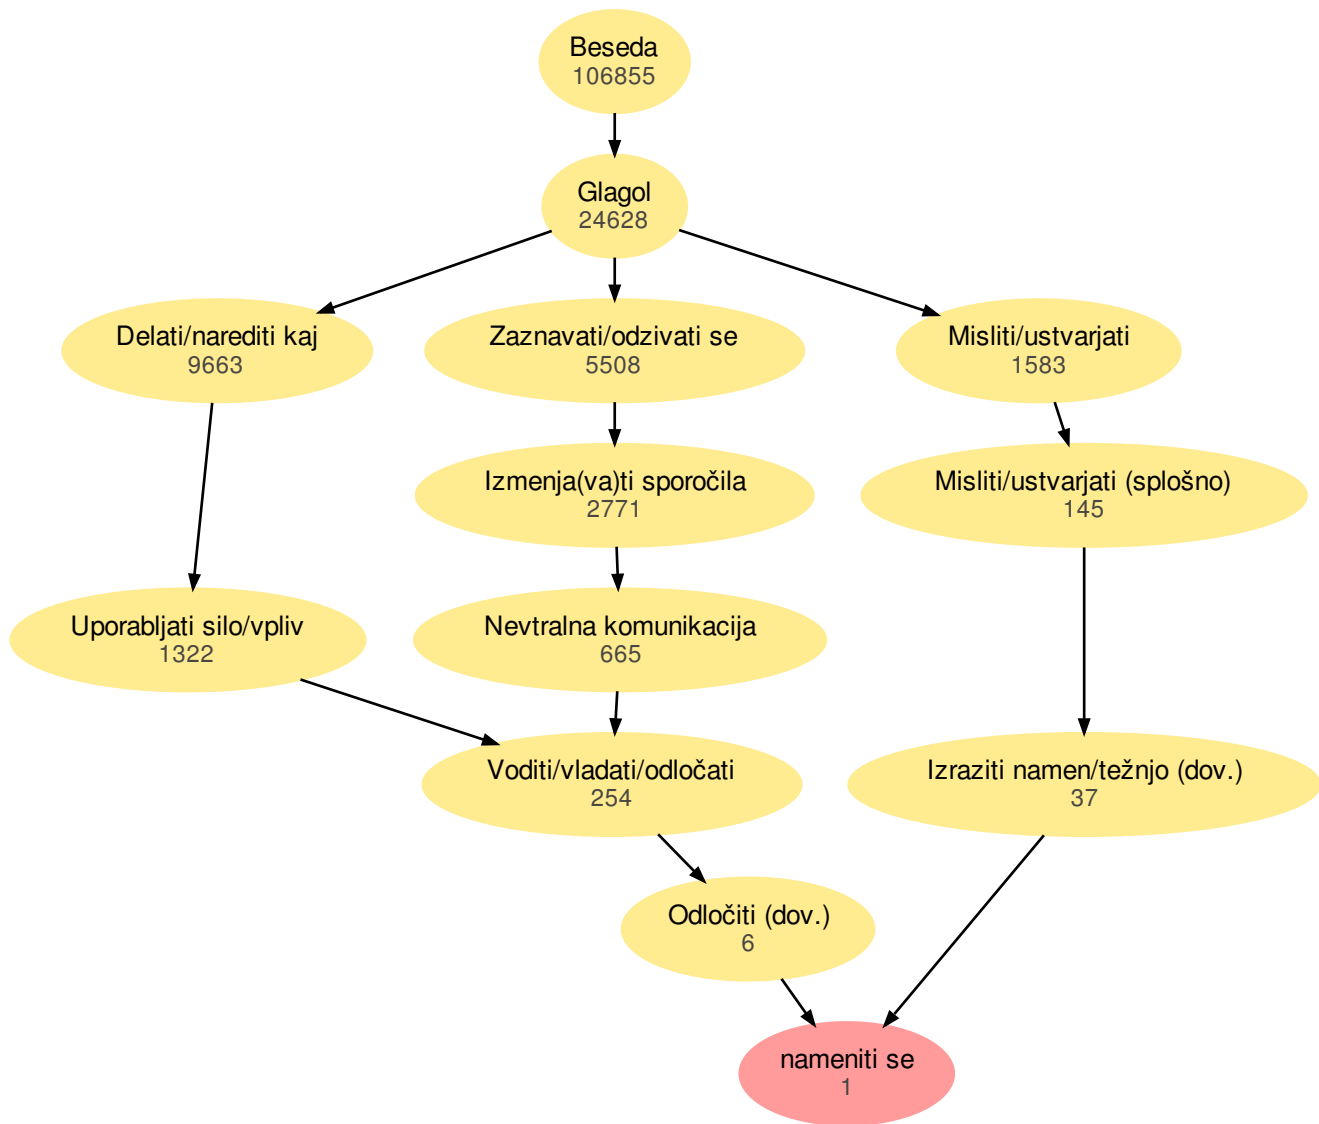 Beseda
106855
Glagol
24628
Delati/narediti kaj
9663
Zaznavati/odzivati se
5508
Misliti/ustvarjati
1583
Izmenja(va)ti sporočila
2771
Misliti/ustvarjati (splošno)
145
Uporabljati silo/vpliv
1322
Nevtralna komunikacija
665
Voditi/vladati/odločati
254
Izraziti namen/težnjo (dov.)
37
Odločiti (dov.)
6
nameniti se
1